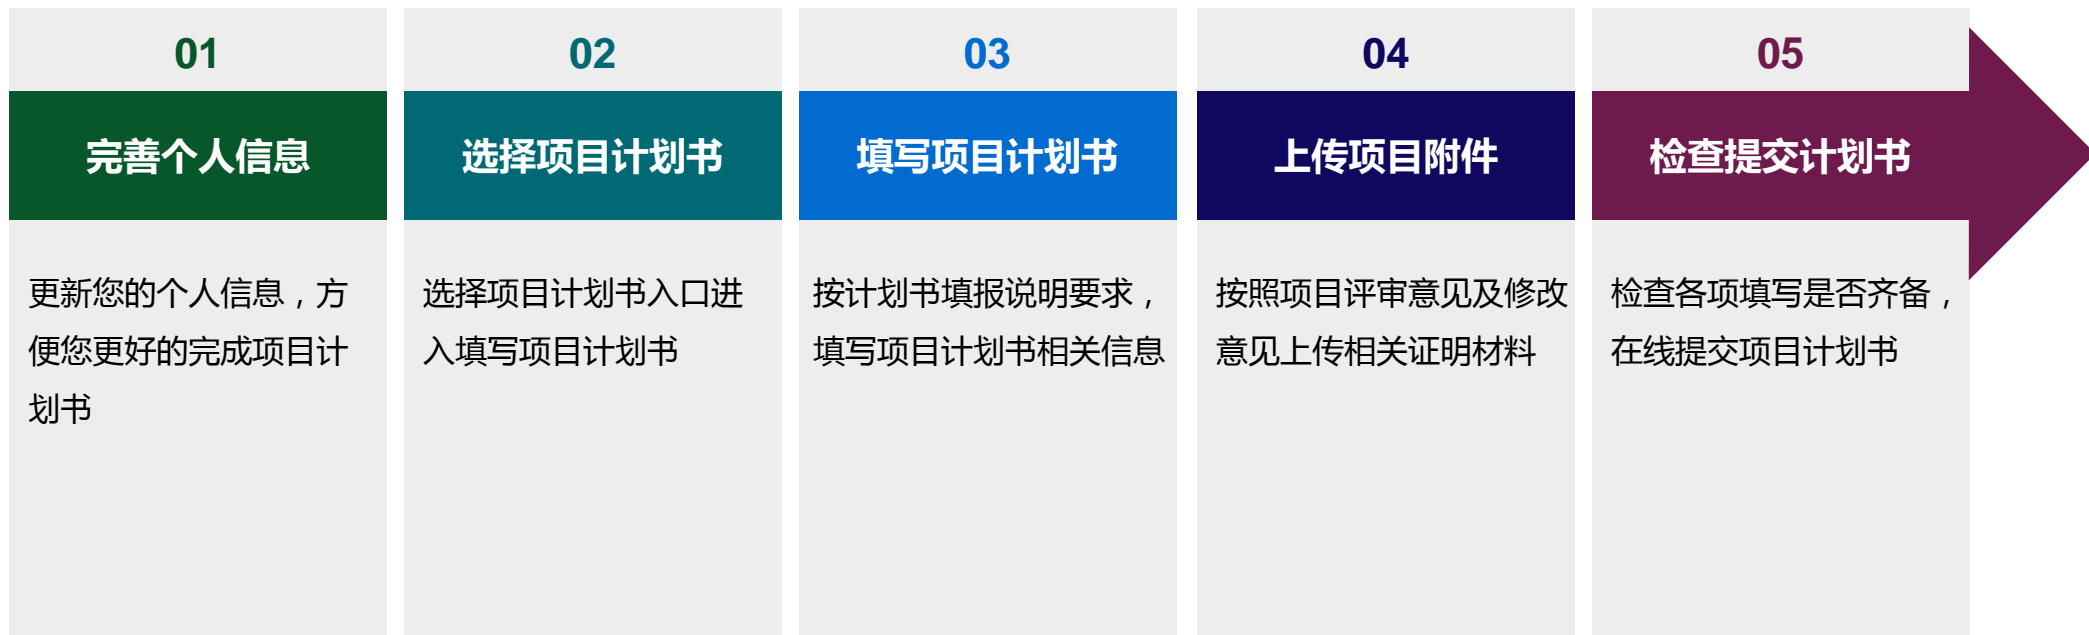 01
完善个人信息
更新您的个人信息，方
便您更好的完成项目计
划书
02
选择项目计划书
选择项目计划书入口进
入填写项目计划书
03
填写项目计划书
按计划书填报说明要求，
填写项目计划书相关信息
04
上传项目附件
按照项目评审意见及修改
意见上传相关证明材料
05
检查提交计划书
检查各项填写是否齐备，
在线提交项目计划书